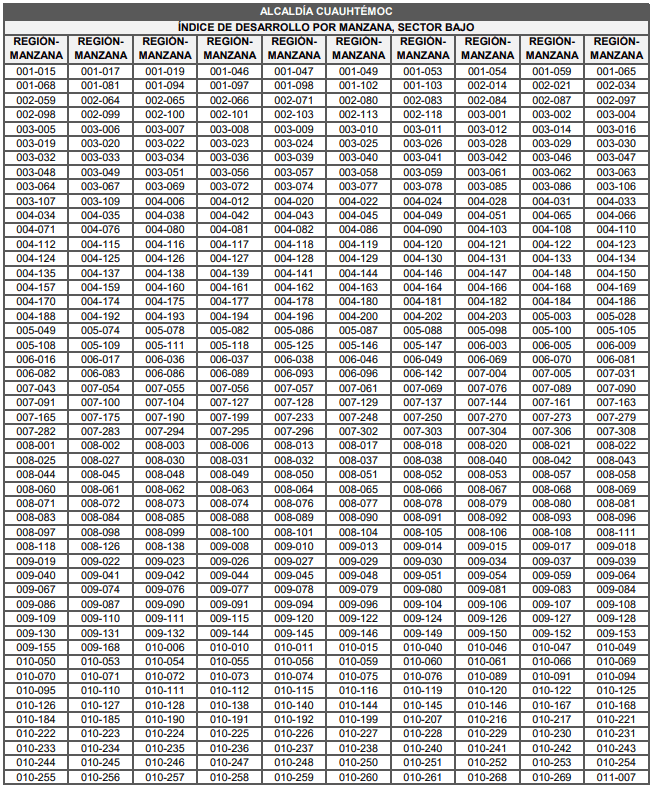 ALCALDÍA CUAUHTÉMOC
ÍNDICE DE DESARROLLO POR MANZANA, SECTOR BAJO
REGIÓN- REGIÓN- REGIÓN- REGIÓN- REGIÓN- REGIÓN- REGIÓN- REGIÓN- REGIÓN- REGIÓN-
MANZANA MANZANA MANZANA MANZANA MANZANA MANZANA MANZANA MANZANA MANZANA MANZANA
001-015 001-017 001-019 001-046 001-047 001-049 001-053 001-054 001-059 001-065
001-068 001-081 001-094 001-097 001-098 001-102 001-103 002-014 002-021 002-034
002-059 002-064 002-065 002-066 002-071 002-080 002-083 002-084 002-087 002-097
002-098 002-099 002-100 002-101 002-103 002-113 002-118 003-001 003-002 003-004
003-005 003-006 003-007 003-008 003-009 003-010 003-011 003-012 003-014 003-016
003-019 003-020 003-022 003-023 003-024 003-025 003-026 003-028 003-029 003-030
003-032 003-033 003-034 003-036 003-039 003-040 003-041 003-042 003-046 003-047
003-048 003-049 003-051 003-056 003-057 003-058 003-059 003-061 003-062 003-063
003-064 003-067 003-069 003-072 003-074 003-077 003-078 003-085 003-086 003-106
003-107 003-109 004-006 004-012 004-020 004-022 004-024 004-028 004-031 004-033
004-034 004-035 004-038 004-042 004-043 004-045 004-049 004-051 004-065 004-066
004-071 004-076 004-080 004-081 004-082 004-086 004-090 004-103 004-108 004-110
004-112 004-115 004-116 004-117 004-118 004-119 004-120 004-121 004-122 004-123
004-124 004-125 004-126 004-127 004-128 004-129 004-130 004-131 004-133 004-134
004-135 004-137 004-138 004-139 004-141 004-144 004-146 004-147 004-148 004-150
004-157 004-159 004-160 004-161 004-162 004-163 004-164 004-166 004-168 004-169
004-170 004-174 004-175 004-177 004-178 004-180 004-181 004-182 004-184 004-186
004-188 004-192 004-193 004-194 004-196 004-200 004-202 004-203 005-003 005-028
005-049 005-074 005-078 005-082 005-086 005-087 005-088 005-098 005-100 005-105
005-108 005-109 005-111 005-118 005-125 005-146 005-147 006-003 006-005 006-009
006-016 006-017 006-036 006-037 006-038 006-046 006-049 006-069 006-070 006-081
006-082 006-083 006-086 006-089 006-093 006-096 006-142 007-004 007-005 007-031
007-043 007-054 007-055 007-056 007-057 007-061 007-069 007-076 007-089 007-090
007-091 007-100 007-104 007-127 007-128 007-129 007-137 007-144 007-161 007-163
007-165 007-175 007-190 007-199 007-233 007-248 007-250 007-270 007-273 007-279
007-282 007-283 007-294 007-295 007-296 007-302 007-303 007-304 007-306 007-308
008-001 008-002 008-003 008-006 008-013 008-017 008-018 008-020 008-021 008-022
008-025 008-027 008-030 008-031 008-032 008-037 008-038 008-040 008-042 008-043
008-044 008-045 008-048 008-049 008-050 008-051 008-052 008-053 008-057 008-058
008-060 008-061 008-062 008-063 008-064 008-065 008-066 008-067 008-068 008-069
008-071 008-072 008-073 008-074 008-076 008-077 008-078 008-079 008-080 008-081
008-083 008-084 008-085 008-088 008-089 008-090 008-091 008-092 008-093 008-096
008-097 008-098 008-099 008-100 008-101 008-104 008-105 008-106 008-108 008-111
008-118 008-126 008-138 009-008 009-010 009-013 009-014 009-015 009-017 009-018
009-019 009-022 009-023 009-026 009-027 009-029 009-030 009-034 009-037 009-039
009-040 009-041 009-042 009-044 009-045 009-048 009-051 009-054 009-059 009-064
009-067 009-074 009-076 009-077 009-078 009-079 009-080 009-081 009-083 009-084
009-086 009-087 009-090 009-091 009-094 009-096 009-104 009-106 009-107 009-108
009-109 009-110 009-111 009-115 009-120 009-122 009-124 009-126 009-127 009-128
009-130 009-131 009-132 009-144 009-145 009-146 009-149 009-150 009-152 009-153
009-155 009-168 010-006 010-010 010-011 010-015 010-040 010-046 010-047 010-049
010-050 010-053 010-054 010-055 010-056 010-059 010-060 010-061 010-066 010-069
010-070 010-071 010-072 010-073 010-074 010-075 010-076 010-089 010-091 010-094
010-095 010-110 010-111 010-112 010-115 010-116 010-119 010-120 010-122 010-125
010-126 010-127 010-128 010-138 010-140 010-144 010-145 010-146 010-167 010-168
010-184 010-185 010-190 010-191 010-192 010-199 010-207 010-216 010-217 010-221
010-222 010-223 010-224 010-225 010-226 010-227 010-228 010-229 010-230 010-231
010-233 010-234 010-235 010-236 010-237 010-238 010-240 010-241 010-242 010-243
010-244 010-245 010-246 010-247 010-248 010-250 010-251 010-252 010-253 010-254
010-255 010-256 010-257 010-258 010-259 010-260 010-261 010-268 010-269 011-007